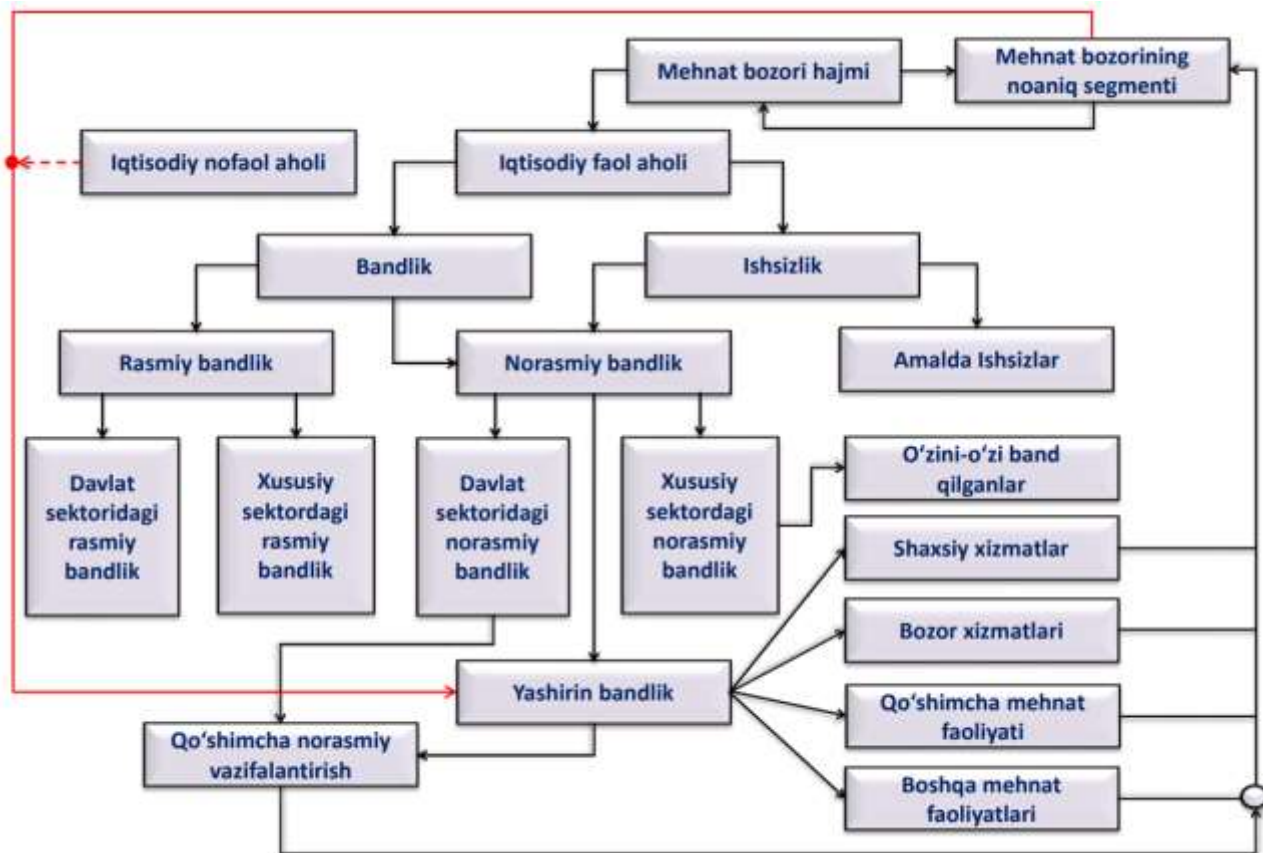 Mehnat bozori hajmi
Mehnat bozorining
noaniq segmenti
Iqtisodiy nofaol aholi
Iqtisodiy faol aholi
Bandlik
Ishsizlik
Rasmiy bandlik
Norasmiy bandlik
Amalda Ishsizlar
Davlat
sektoridagi
rasmiy
bandlik
Xususiy
sektordagi
rasmiy
bandlik
Davlat
sektoridagi
norasmiy
bandlik
Xususiy
sektordagi
norasmiy
bandlik
O‘zini-o‘zi band
qilganlar
Shaxsiy xizmatlar
Bozor xizmatlari
Yashirin bandlik
Qo‘shimcha mehnat
faoliyati
Qo‘shimcha norasmiy
vazifalantirish
Boshqa mehnat
faoliyatlari